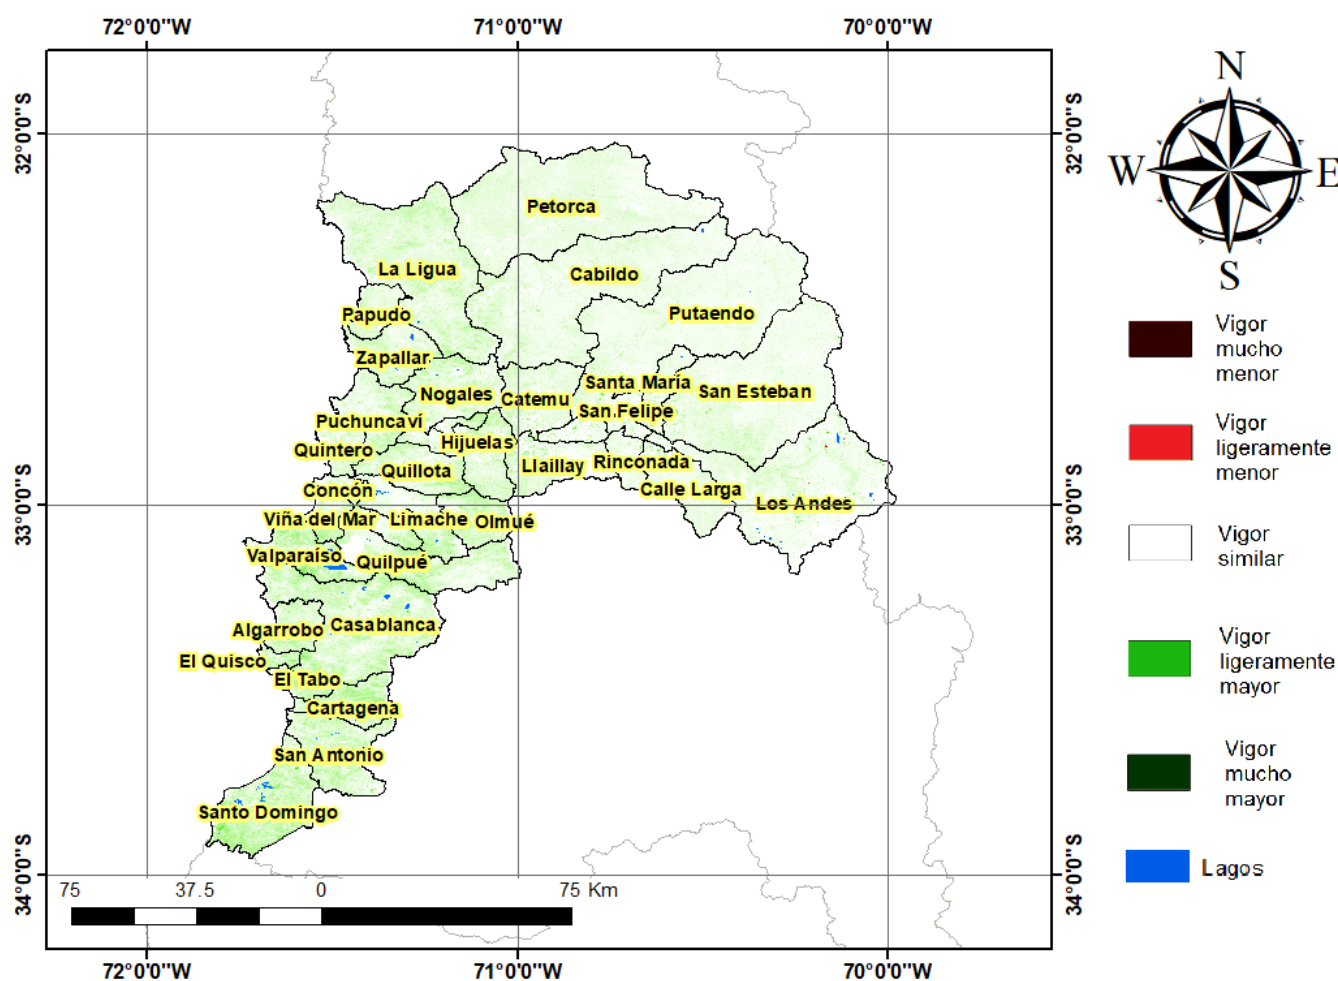 72°0'0"W 71°0'0"W 70°0'0"W
32°0'0"S
32°0'0"S
33°0'0"S
33°0'0"S
34°0'0"S
34°0'0"S
N
W E
S
Petorca
La Ligua
Cabildo
Papudo
Putaendo
Zapallar
Santa María
Nogales
Catemu
San Esteban
San Felipe
Puchuncaví
Hijuelas
Quintero
Quillota
Llaillay
Rinconada
Concón
Calle Larga
Los Andes
Viña del Mar
Limache
Olmué
Valparaíso
Quilpué
Algarrobo
Casablanca
El Quisco
El Tabo
Cartagena
San Antonio
Santo Domingo
Vigor
mucho
menor
Vigor
ligeramente
menor
Vigor
similar
Vigor
ligeramente
mayor
Vigor
mucho
mayor
Lagos
75 37.5 0 75 Km
72°0'0"W 71°0'0"W 70°0'0"W